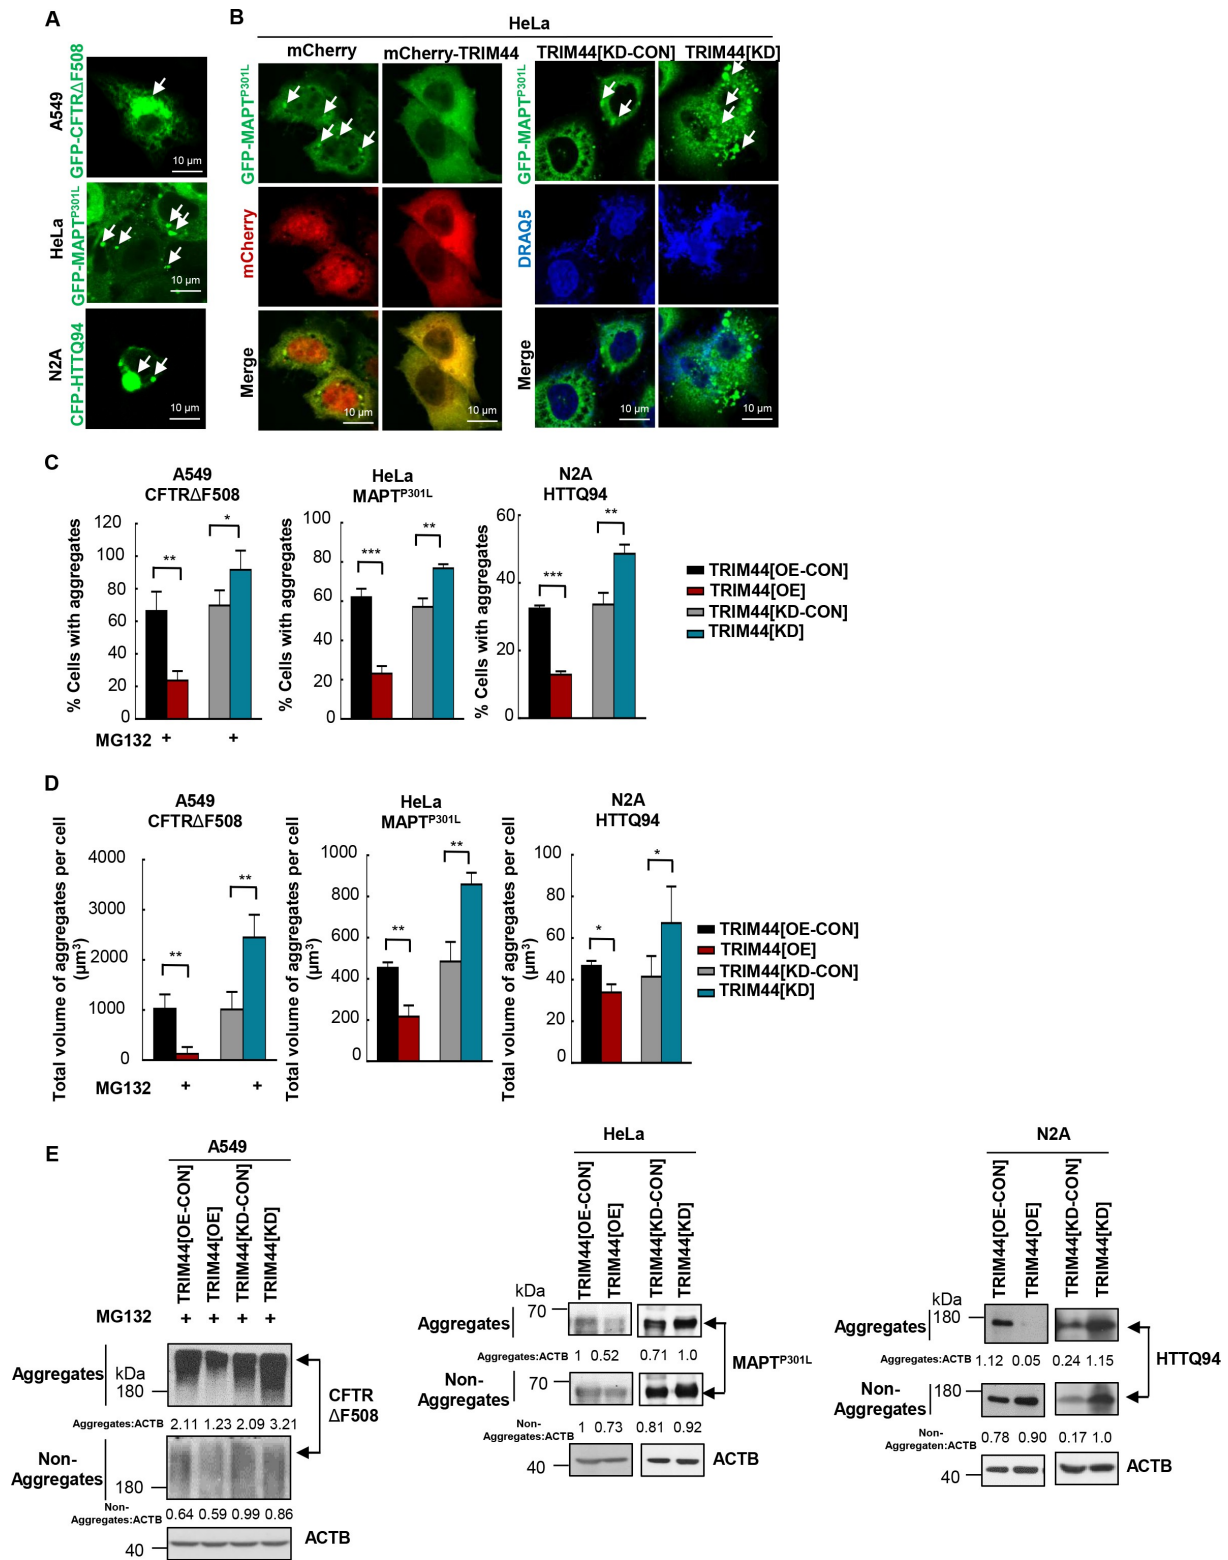 A
B
HeLa
mCherry
mCherry-TRIM44
TRIM44[KD-CON]
TRIM44[KD]
A549
GFP-CFTRΔF508
10 µm
HeLa
GFP-MAPTP301L
10 µm
N2A
CFP-HTTQ94
10 µm
GFP-MAPTP301L
mCherry
Merge
10 µm
10 µm
GFP-MAPTP301L
DRAQ5
Merge
10 µm
10 µm
C
A549
CFTRΔF508
% Cells with aggregates
120
100
80
60
40
20
0
**
*
MG132 + +
HeLa
MAPTP301L
% Cells with aggregates
100
80
60
40
20
0
***
**
N2A
HTTQ94
% Cells with aggregates
60
40
20
0
***
**
TRIM44[OE-CON]
TRIM44[OE]
TRIM44[KD-CON]
TRIM44[KD]
D
A549
CFTRΔF508
Total volume of aggregates per cell
(µm3)
4000
3000
2000
1000
0
**
**
MG132 + +
HeLa
MAPTP301L
Total volume of aggregates per cell
(µm3)
1000
800
600
400
200
0
**
**
N2A
HTTQ94
Total volume of aggregates per cell
(µm3)
100
80
60
40
20
0
*
*
TRIM44[OE-CON]
TRIM44[OE]
TRIM44[KD-CON]
TRIM44[KD]
E
A549
TRIM44[OE-CON]
TRIM44[OE]
TRIM44[KD-CON]
TRIM44[KD]
MG132 + + + +
Aggregates
kDa
180
Aggregates:ACTB
2.11 1.23 2.09 3.21
CFTR
ΔF508
Non-
Aggregates
180
Non-
Aggregates:ACTB
0.64 0.59 0.99 0.86
40
ACTB
HeLa
TRIM44[OE-CON]
TRIM44[OE]
TRIM44[KD-CON]
TRIM44[KD]
kDa
70
Aggregates
Aggregates:ACTB 1 0.52 0.71 1.0
MAPTP301L
Non-
Aggregates
70
Non-
Aggregates:ACTB 1 0.73 0.81 0.92
40
ACTB
N2A
TRIM44[OE-CON]
TRIM44[OE]
TRIM44[KD-CON]
TRIM44[KD]
kDa
180
Aggregates
Aggregates:ACTB 1.12 0.05 0.24 1.15
HTTQ94
Non-
Aggregates
180
Non-
Aggregaten:ACTB
0.78 0.90 0.17 1.0
40
ACTB